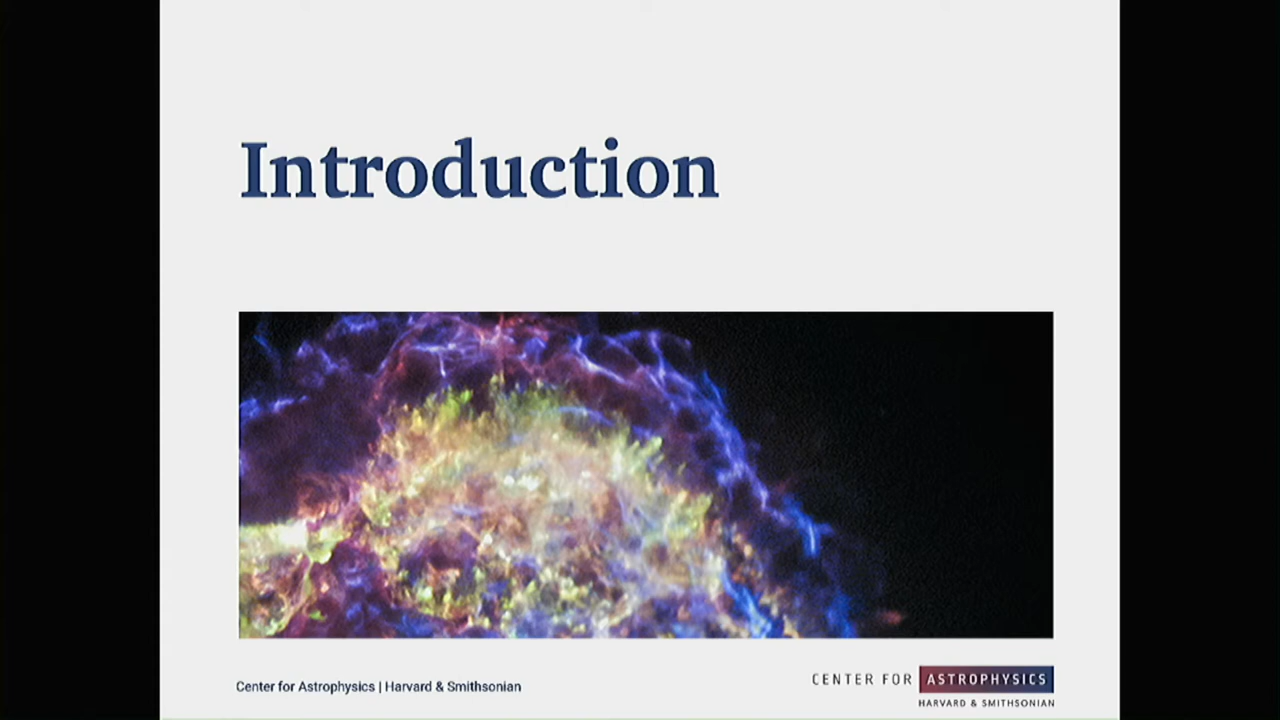 Introduction
Center for Astrophysics | Harvard & Smithsonian
CENTER FOR ASTROPHYSICS
HARVARD & SMITHSONIAN